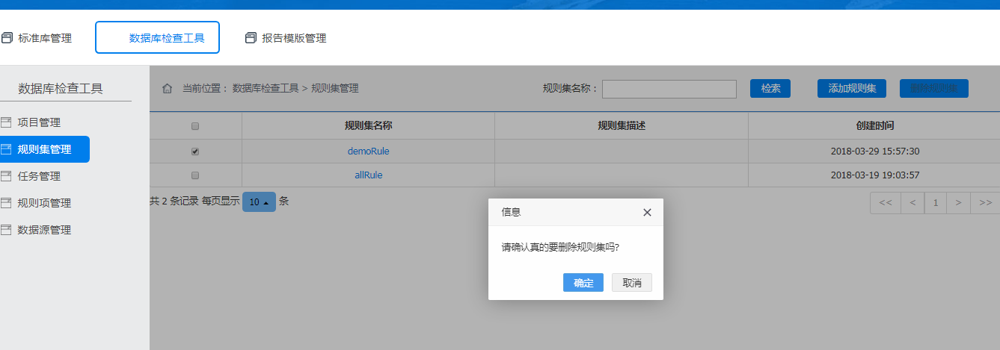 标准库管理 数据库检查工具 报告模版管理
数据库检查工具
项目管理
规则集管理
任务管理
规则项管理
数据源管理
当前位置： 数据库检查工具 > 规则集管理 规则集名称： 检索 添加规则集 删除规则集
规则集名称 规则集描述 创建时间
demoRule 2018-03-29 15:57:30
allRule 2018-03-19 19:03:57
共 2 条记录 每页显示 10 条 << < 1 > >>
信息
请确认真的要删除规则集吗?
确定 取消